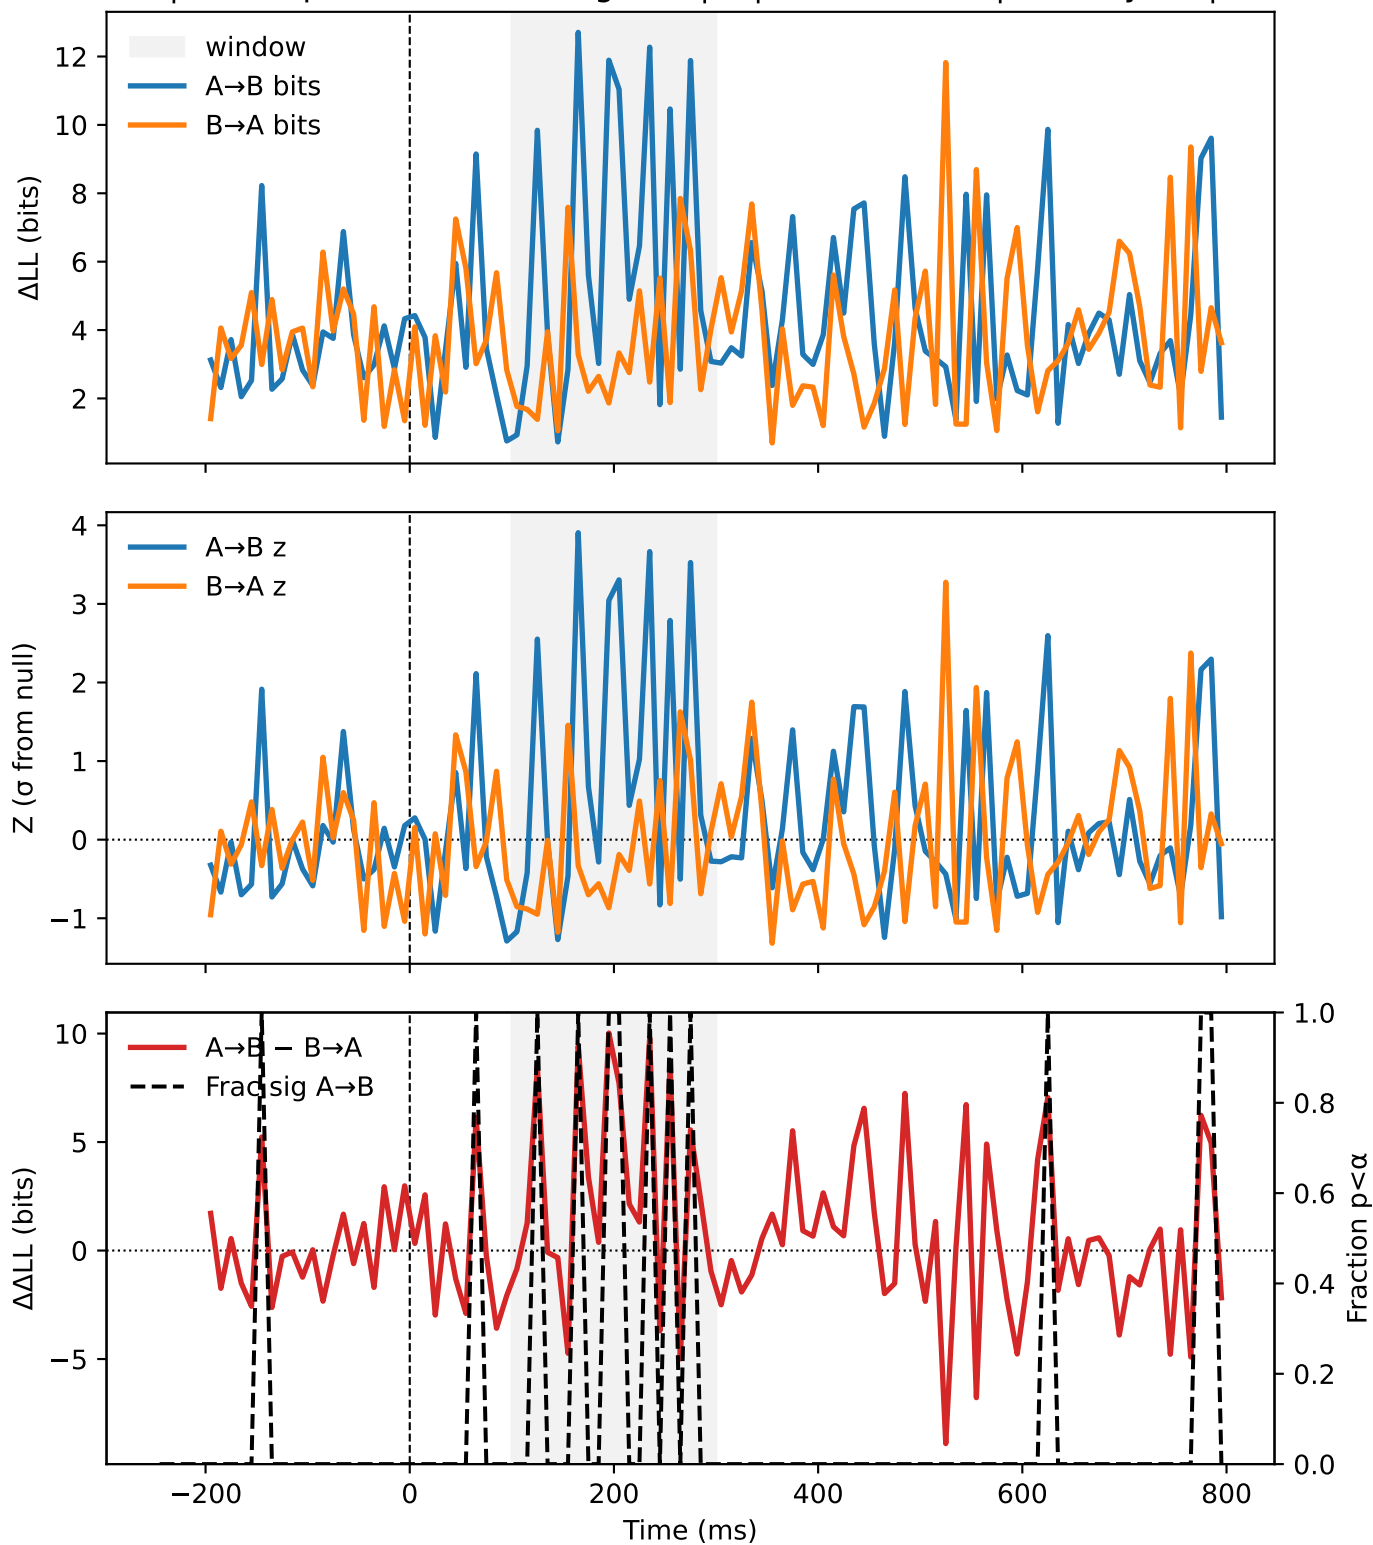 12
10
8
6
4
2
ΔLL (bits)
window
A→B bits
B→A bits
4
3
2
1
0
−1
Z (σ from null)
A→B z
B→A z
10
5
0
−5
ΔΔLL (bits)
A→B − B→A
Frac sig A→B
1.0
0.8
0.6
0.4
0.2
0.0
Fraction p<α
−200 0 200 400 600 800
Time (ms)